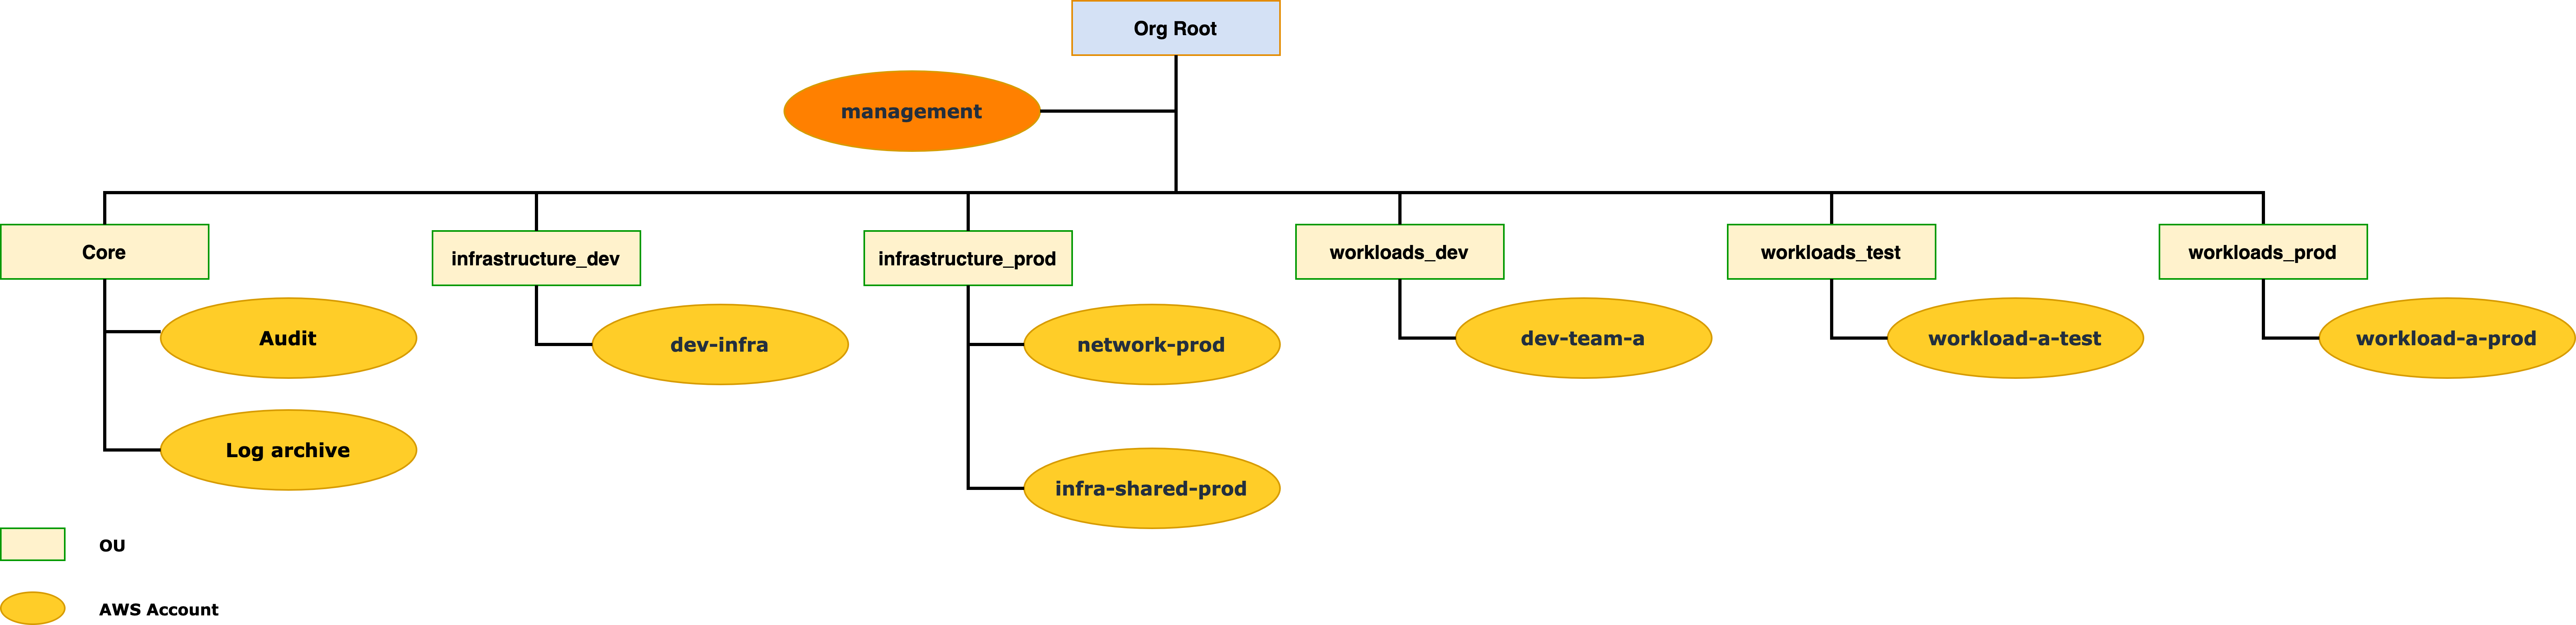 Org Root
management
Core
infrastructure_dev
infrastructure_prod
workloads_dev
workloads_test
workloads_prod
Audit
dev-infra
network-prod
dev-team-a
workload-a-test
workload-a-prod
Log archive
infra-shared-prod
OU
AWS Account